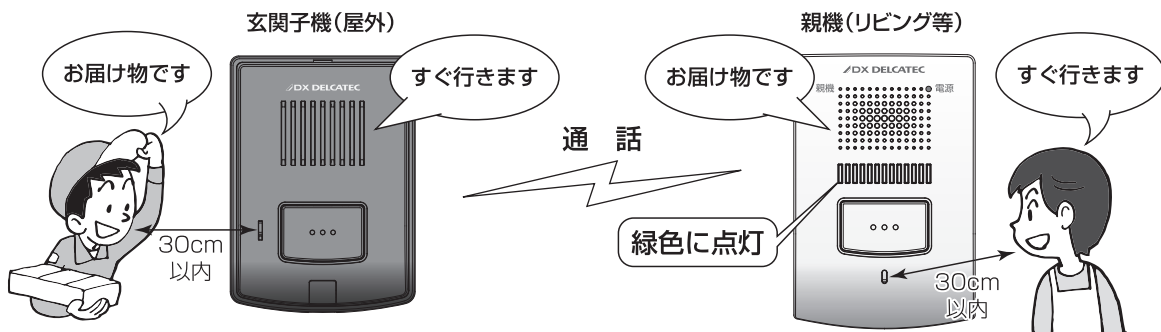 玄関子機(屋外)
親機(リビング等)
お届け物です
すぐ行きます
お届け物です
すぐ行きます
DX DELCATEC
DX DELCATEC
親機
電源
通 話
緑色に点灯
30cm
以内
30cm
以内